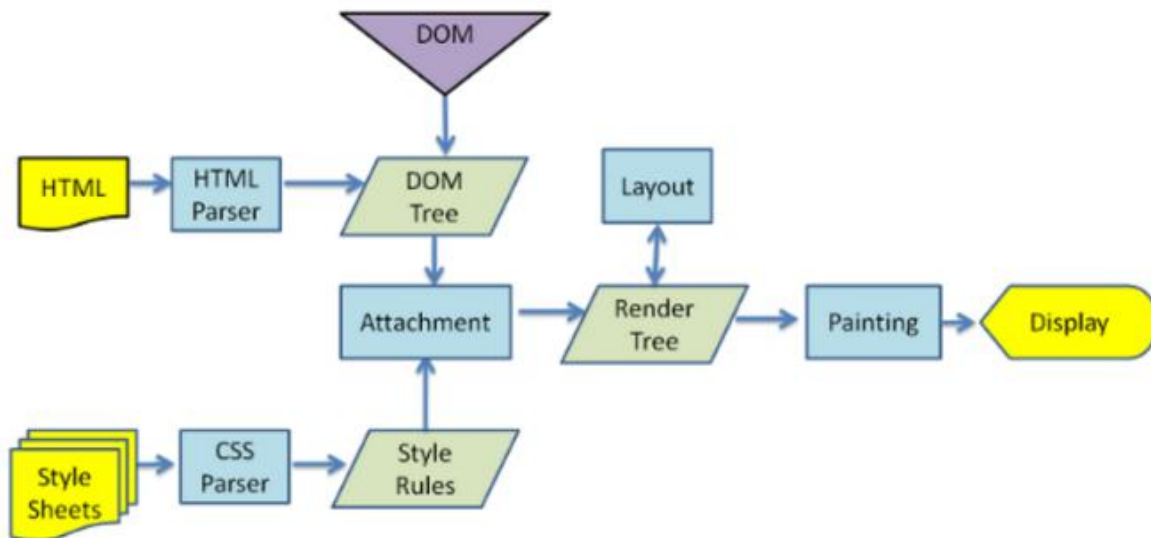 DOM
HTML
HTML
Parser
DOM
Tree
Layout
Attachment
Render
Tree
Painting
Display
Style
Sheets
CSS
Parser
Style
Rules